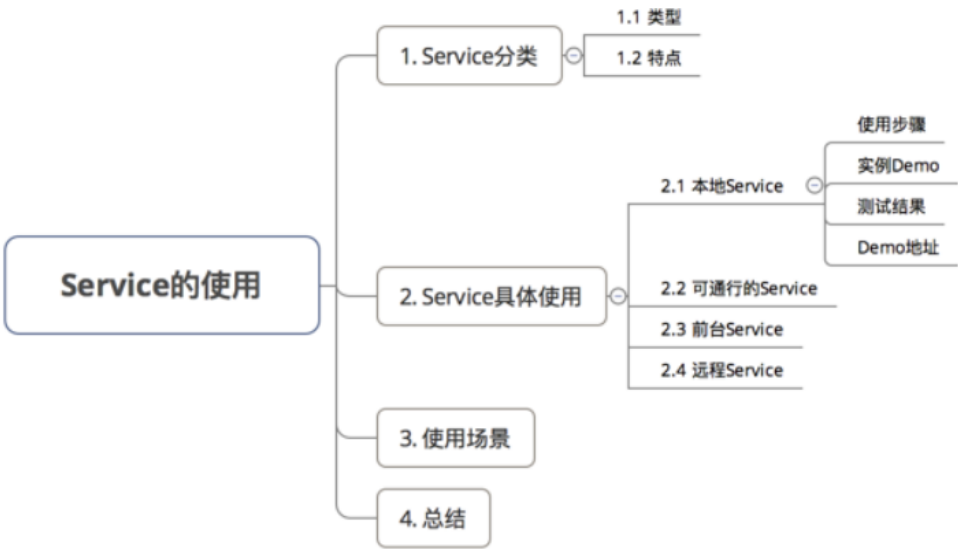 Service的使用
1. Service分类
1.1 类型
1.2 特点
2. Service具体使用
2.1 本地Service
使用步骤
实例Demo
测试结果
Demo地址
2.2 可通行的Service
2.3 前台Service
2.4 远程Service
3. 使用场景
4. 总结